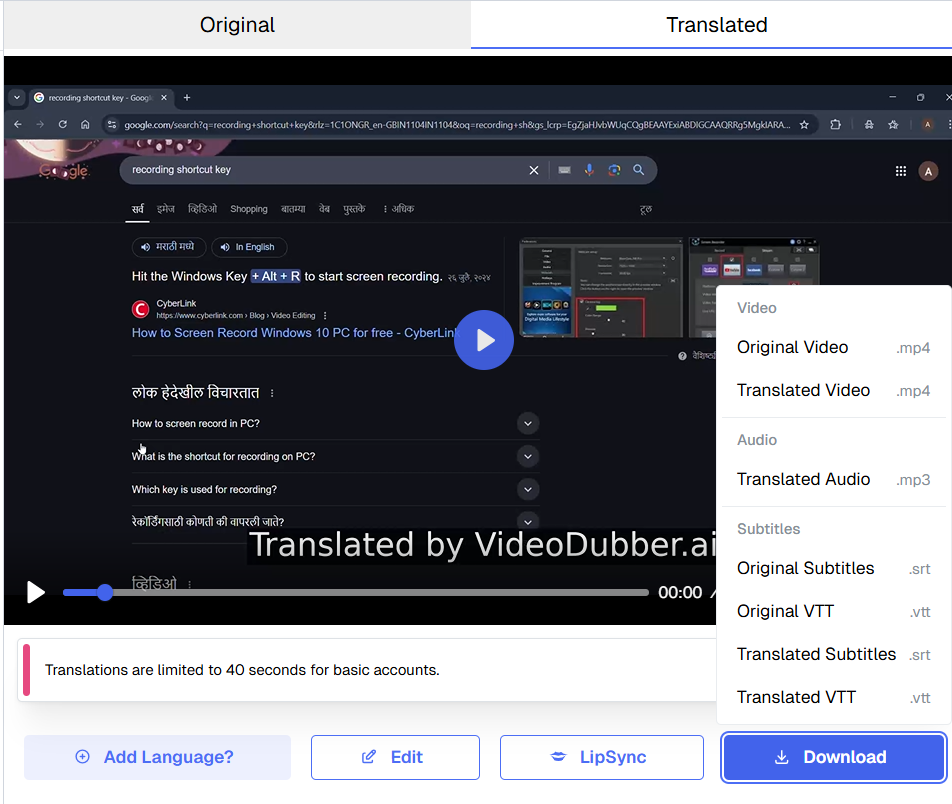 Original
Translated
recording shortcut key - Google
google.com/search?q=recording+shortcut+key&rlz=1C1ONGR_en-GBIN1104IN1104&oq=recording+sh&gs_lcrp=EgZjaHJvbWUqCQgBEAAYExiABDIGCAAQRRg5MgkIARA...
A
Google
recording shortcut key
A
सर्व इमेज व्हिडिओ Shopping बातम्या वेब पुस्तके ⋮ अधिक टूल
मराठी मध्ये In English
Hit the Windows Key + Alt + R to start screen recording. २६ जुलै, २०२४
CyberLink
https://www.cyberlink.com › Blog › Video Editing
How to Screen Record Windows 10 PC for free - CyberLink
लोक हेदेखील विचारतात
How to screen record in PC?
What is the shortcut for recording on PC?
Which key is used for recording?
रेकॉर्डिंगसाठी कोणती की वापरली जाते?
Translated by VideoDubber.ai
व्हिडिओ
00:00 /
Video
Original Video .mp4
Translated Video .mp4
Audio
Translated Audio .mp3
Subtitles
Original Subtitles .srt
Original VTT .vtt
Translated Subtitles .srt
Translated VTT .vtt
Translations are limited to 40 seconds for basic accounts.
Add Language?
Edit
LipSync
Download